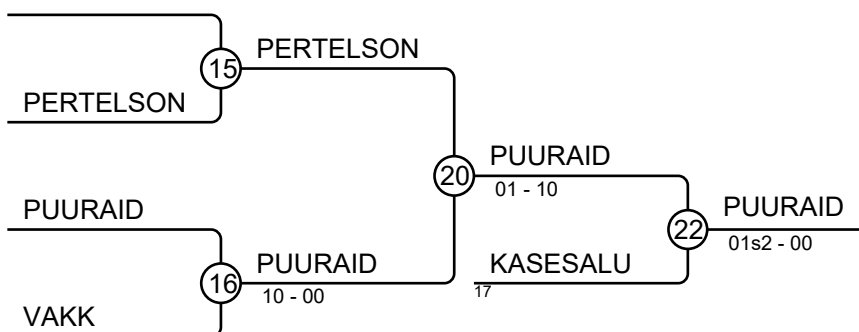 15 PERTELSON
PERTELSON
20 PUURAID
01 - 10
PUURAID
22 PUURAID
01s2 - 00
16 PUURAID
10 - 00
KASESALU
17
VAKK